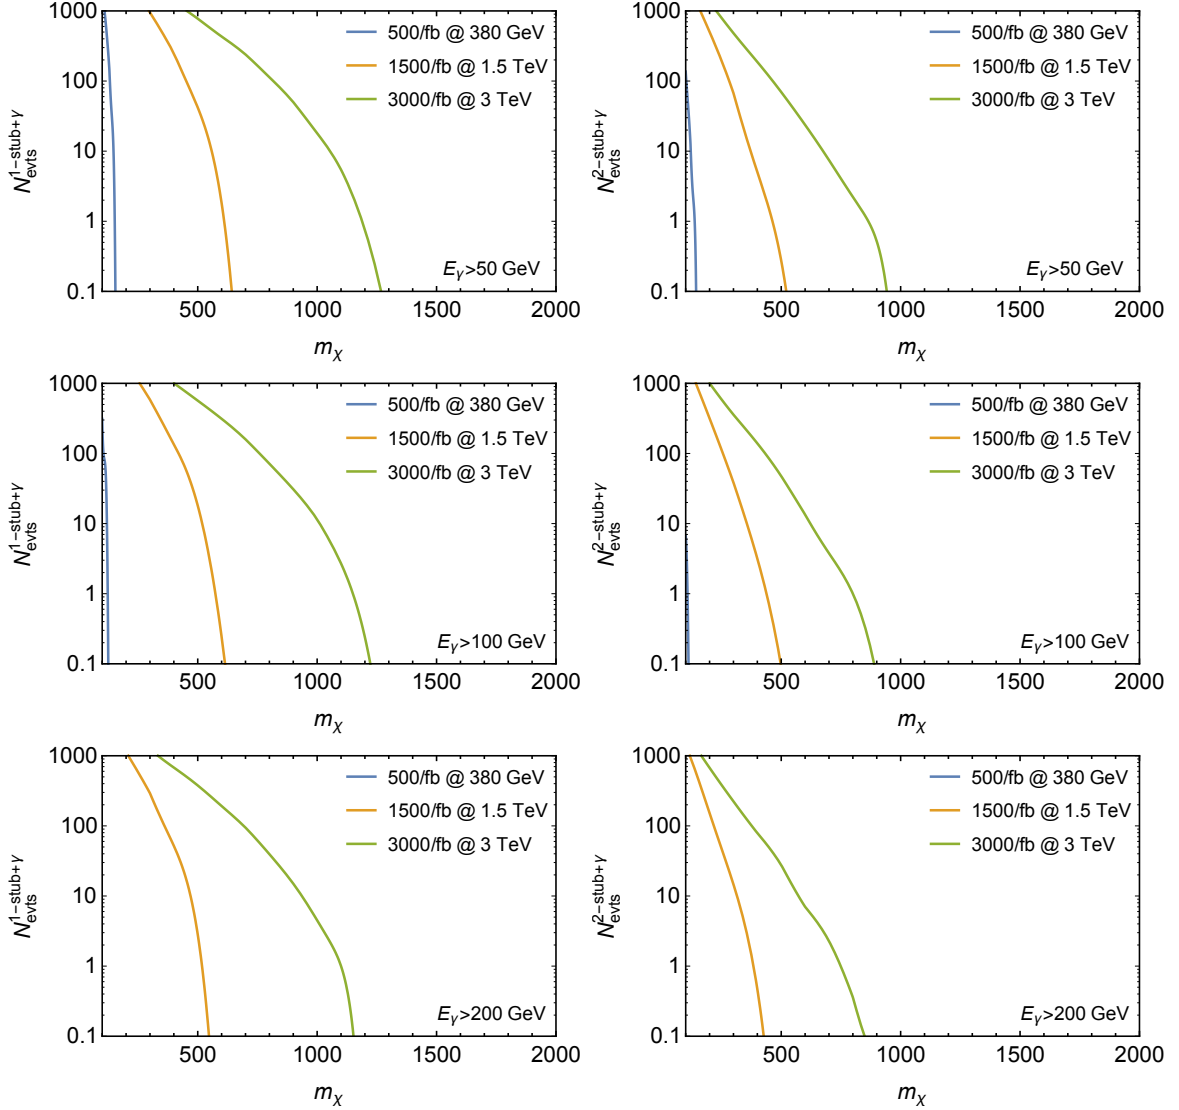 1000
100
10
1
0.1
N_evts^{1−stub+γ}
500/fb @ 380 GeV
1500/fb @ 1.5 TeV
3000/fb @ 3 TeV
E_γ>50 GeV
500 1000 1500 2000
m_χ
1000
100
10
1
0.1
N_evts^{2−stub+γ}
500/fb @ 380 GeV
1500/fb @ 1.5 TeV
3000/fb @ 3 TeV
E_γ>50 GeV
500 1000 1500 2000
m_χ
1000
100
10
1
0.1
N_evts^{1−stub+γ}
500/fb @ 380 GeV
1500/fb @ 1.5 TeV
3000/fb @ 3 TeV
E_γ>100 GeV
500 1000 1500 2000
m_χ
1000
100
10
1
0.1
N_evts^{2−stub+γ}
500/fb @ 380 GeV
1500/fb @ 1.5 TeV
3000/fb @ 3 TeV
E_γ>100 GeV
500 1000 1500 2000
m_χ
1000
100
10
1
0.1
N_evts^{1−stub+γ}
500/fb @ 380 GeV
1500/fb @ 1.5 TeV
3000/fb @ 3 TeV
E_γ>200 GeV
500 1000 1500 2000
m_χ
1000
100
10
1
0.1
N_evts^{2−stub+γ}
500/fb @ 380 GeV
1500/fb @ 1.5 TeV
3000/fb @ 3 TeV
E_γ>200 GeV
500 1000 1500 2000
m_χ